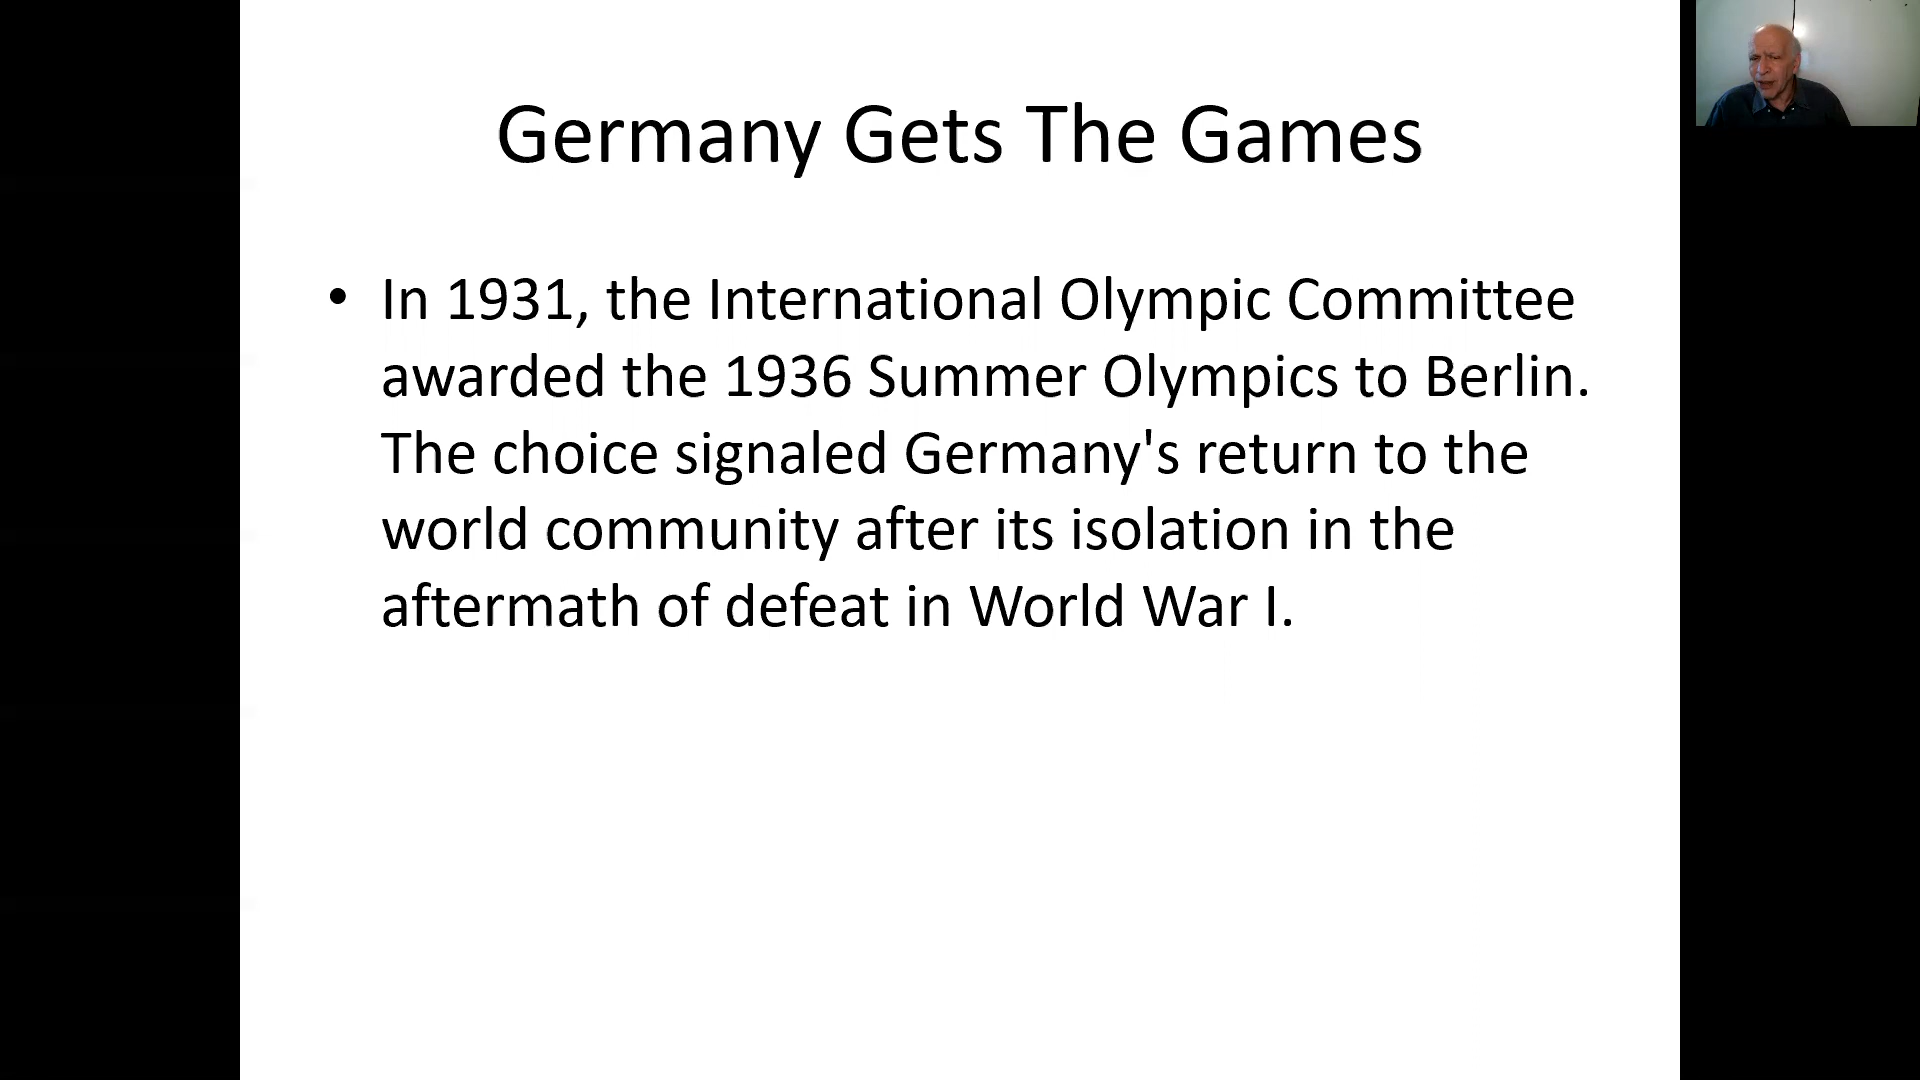 Germany Gets The Games
• In 1931, the International Olympic Committee
awarded the 1936 Summer Olympics to Berlin.
The choice signaled Germany's return to the
world community after its isolation in the
aftermath of defeat in World War I.